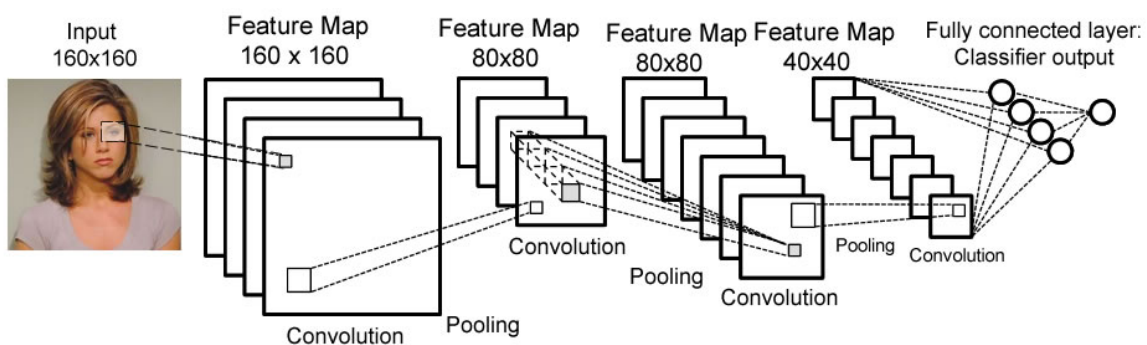 Input
160x160
Feature Map
160 x 160
Feature Map
80x80
Feature Map
80x80
Feature Map
40x40
Fully connected layer:
Classifier output
Convolution
Pooling
Convolution
Pooling
Convolution
Pooling
Convolution